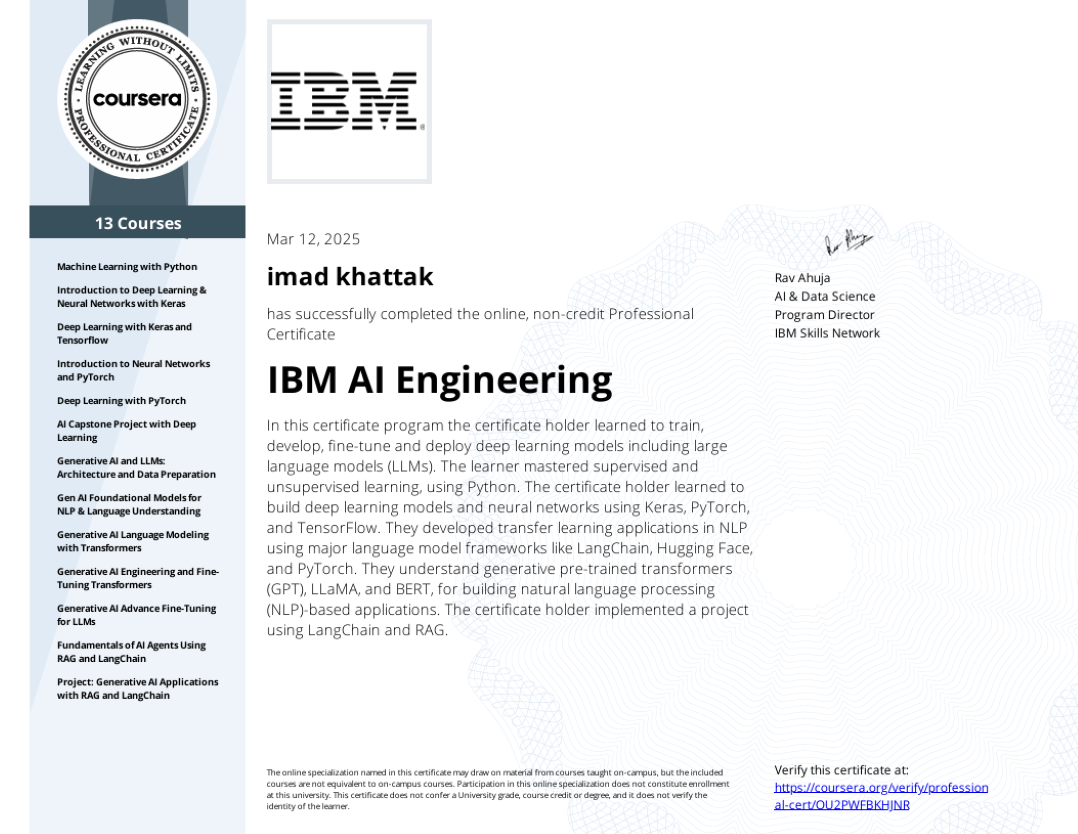 LEARNING WITHOUT LIMITS
coursera
PROFESSIONAL CERTIFICATE
IBM
13 Courses
Machine Learning with Python
Introduction to Deep Learning &
Neural Networks with Keras
Deep Learning with Keras and
Tensorflow
Introduction to Neural Networks
and PyTorch
Deep Learning with PyTorch
AI Capstone Project with Deep
Learning
Generative AI and LLMs:
Architecture and Data Preparation
Gen AI Foundational Models for
NLP & Language Understanding
Generative AI Language Modeling
with Transformers
Generative AI Engineering and Fine-
Tuning Transformers
Generative AI Advance Fine-Tuning
for LLMs
Fundamentals of AI Agents Using
RAG and LangChain
Project: Generative AI Applications
with RAG and LangChain
Mar 12, 2025
imad khattak
has successfully completed the online, non-credit Professional
Certificate
IBM AI Engineering
In this certificate program the certificate holder learned to train,
develop, fine-tune and deploy deep learning models including large
language models (LLMs). The learner mastered supervised and
unsupervised learning, using Python. The certificate holder learned to
build deep learning models and neural networks using Keras, PyTorch,
and TensorFlow. They developed transfer learning applications in NLP
using major language model frameworks like LangChain, Hugging Face,
and PyTorch. They understand generative pre-trained transformers
(GPT), LLaMA, and BERT, for building natural language processing
(NLP)-based applications. The certificate holder implemented a project
using LangChain and RAG.
Rav Ahuja
AI & Data Science
Program Director
IBM Skills Network
The online specialization named in this certificate may draw on material from courses taught on-campus, but the included
courses are not equivalent to on-campus courses. Participation in this online specialization does not constitute enrollment
at this university. This certificate does not confer a University grade, course credit or degree, and it does not verify the
identity of the learner.
Verify this certificate at:
https://coursera.org/verify/profession
al-cert/OU2PWFBKHJNR